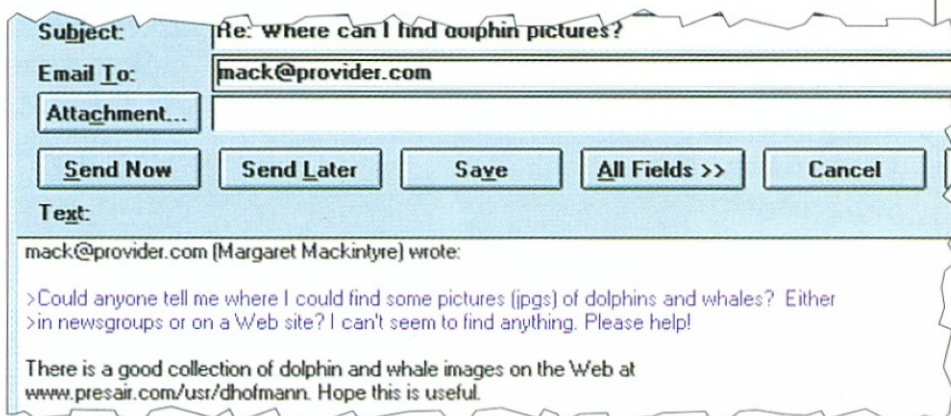 Subject: Re: Where can I find dolphin pictures?
Email To: mack@provider.com
Attachment...
Send Now Send Later Save All Fields >> Cancel
Text:
mack@provider.com (Margaret Mackintyre) wrote:
>Could anyone tell me where I could find some pictures (jpgs) of dolphins and whales? Either
>in newsgroups or on a Web site? I can't seem to find anything. Please help!
There is a good collection of dolphin and whale images on the Web at
www.presair.com/usr/dhofmann. Hope this is useful.